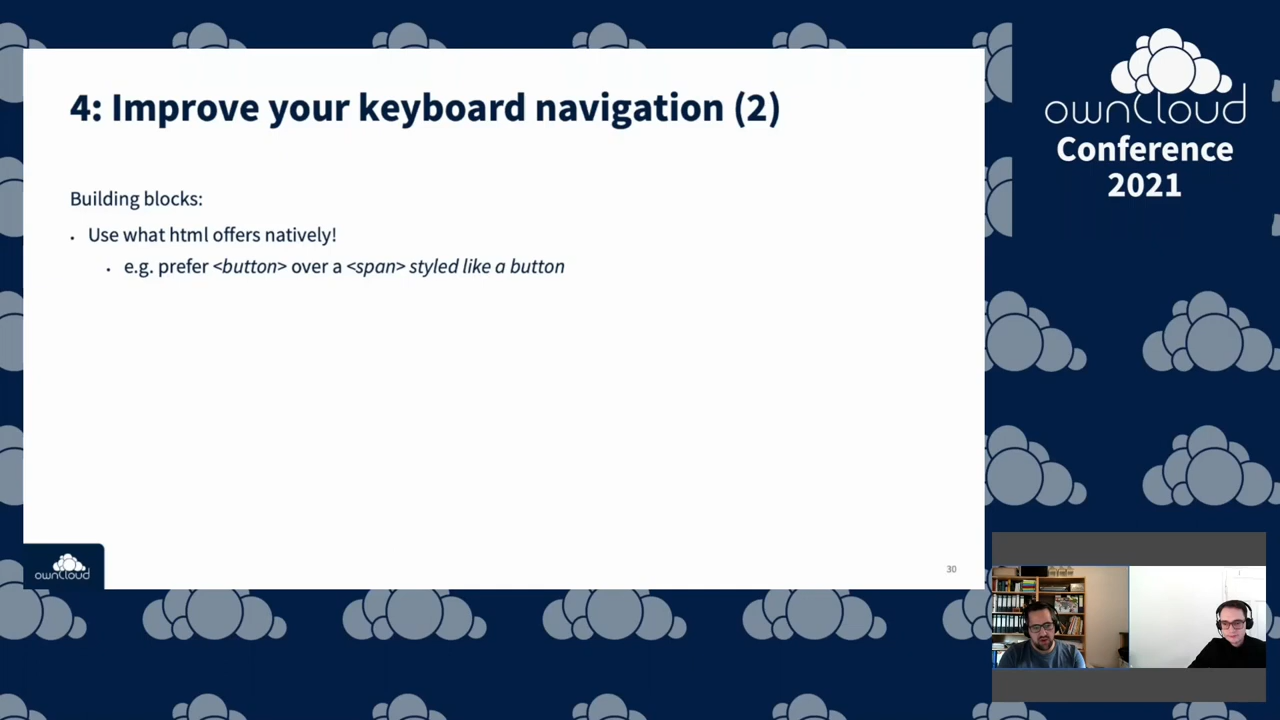 4: Improve your keyboard navigation (2)
Building blocks:
• Use what html offers natively!
• e.g. prefer <button> over a <span> styled like a button
ownCloud
30
ownCloud
Conference
2021